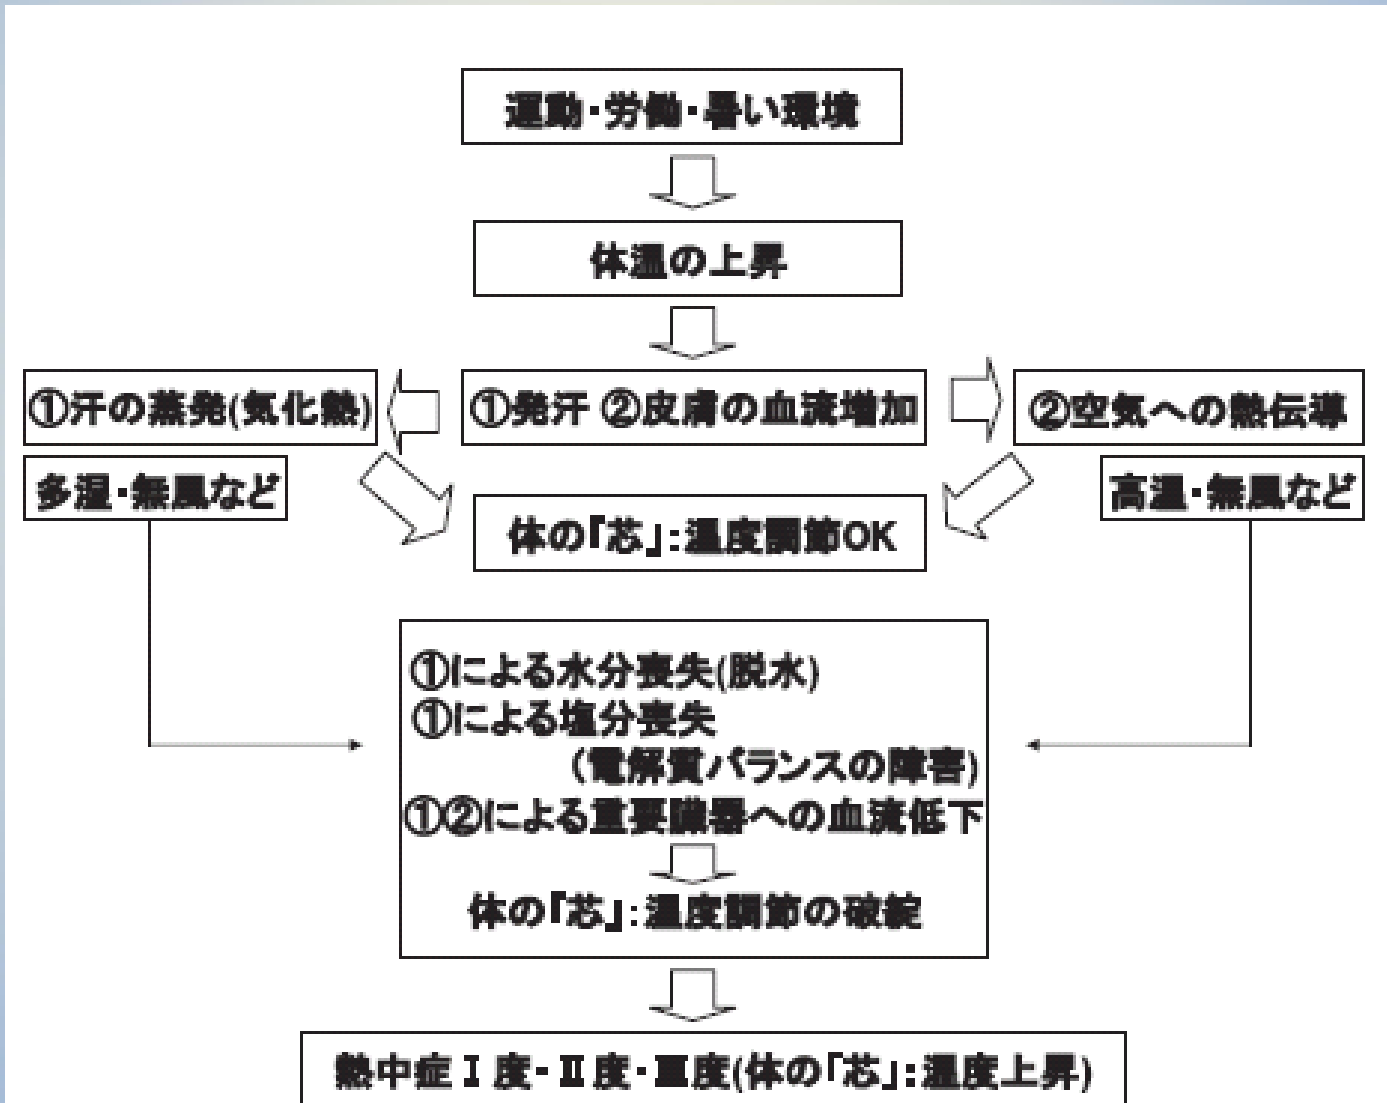 運動・労働・暑い環境
体温の上昇
①汗の蒸発(気化熱)
①発汗 ②皮膚の血流増加
②空気への熱伝導
多湿・無風など
高温・無風など
体の「芯」:温度調節OK
①による水分喪失(脱水)
①による塩分喪失
(電解質バランスの障害)
①②による重要臓器への血流低下
体の「芯」:温度調節の破綻
熱中症Ⅰ度・Ⅱ度・Ⅲ度(体の「芯」:温度上昇)